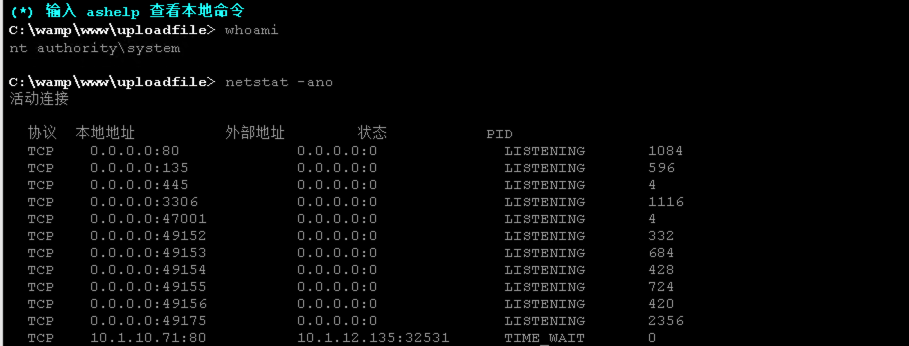 (*) 输入 ashelp 查看本地命令
C:\wamp\www\uploadfile> whoami
nt authority\system
C:\wamp\www\uploadfile> netstat -ano
活动连接
协议 本地地址 外部地址 状态 PID
TCP 0.0.0.0:80 0.0.0.0:0 LISTENING 1084
TCP 0.0.0.0:135 0.0.0.0:0 LISTENING 596
TCP 0.0.0.0:445 0.0.0.0:0 LISTENING 4
TCP 0.0.0.0:3306 0.0.0.0:0 LISTENING 1116
TCP 0.0.0.0:47001 0.0.0.0:0 LISTENING 4
TCP 0.0.0.0:49152 0.0.0.0:0 LISTENING 332
TCP 0.0.0.0:49153 0.0.0.0:0 LISTENING 684
TCP 0.0.0.0:49154 0.0.0.0:0 LISTENING 428
TCP 0.0.0.0:49155 0.0.0.0:0 LISTENING 724
TCP 0.0.0.0:49156 0.0.0.0:0 LISTENING 420
TCP 0.0.0.0:49175 0.0.0.0:0 LISTENING 2356
TCP 10.1.10.71:80 10.1.12.135:32531 TIME_WAIT 0